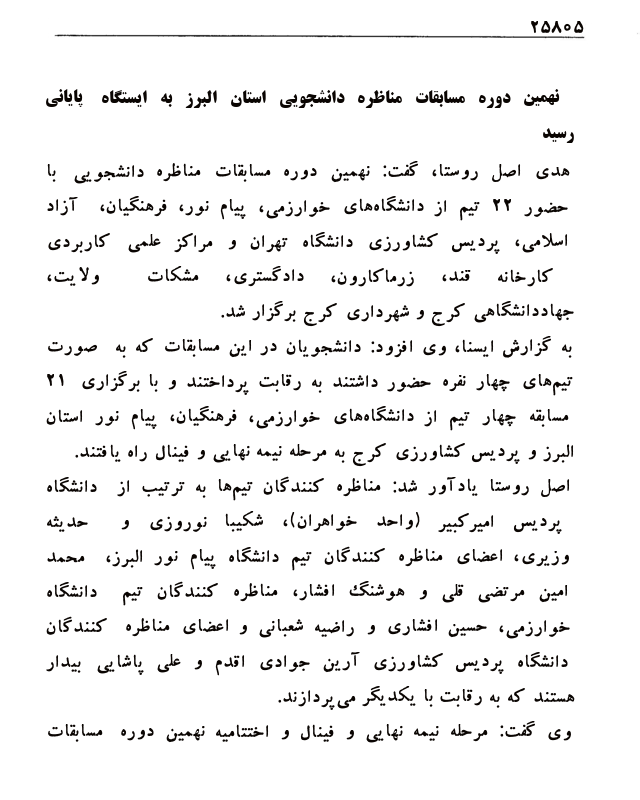 ۲۵۸۰۵
نهمین دوره مسابقات مناظره دانشجویی استان البرز به ایستگاه پایانی
رسید
هدی اصل روستا، گفت: نهمین دوره مسابقات مناظره دانشجویی با
حضور ۲۲ تیم از دانشگاه‌های خوارزمی، پیام نور، فرهنگیان، آزاد
اسلامی، پردیس کشاورزی دانشگاه تهران و مراکز علمی کاربردی
کارخانه قند، زرماکارون، دادگستری، مشکات ولایت،
جهاددانشگاهی کرج و شهرداری کرج برگزار شد.
به گزارش ایسنا، وی افزود: دانشجویان در این مسابقات که به صورت
تیم‌های چهار نفره حضور داشتند به رقابت پرداختند و با برگزاری ۲۱
مسابقه چهار تیم از دانشگاه‌های خوارزمی، فرهنگیان، پیام نور استان
البرز و پردیس کشاورزی کرج به مرحله نیمه نهایی و فینال راه یافتند.
اصل روستا یادآور شد: مناظره کنندگان تیم‌ها به ترتیب از دانشگاه
پردیس امیرکبیر (واحد خواهران)، شکیبا نوروزی و حدیثه
وزیری، اعضای مناظره کنندگان تیم دانشگاه پیام نور البرز، محمد
امین مرتضی قلی و هوشنگ افشار، مناظره کنندگان تیم دانشگاه
خوارزمی، حسین افشاری و راضیه شعبانی و اعضای مناظره کنندگان
دانشگاه پردیس کشاورزی آرین جوادی اقدم و علی پاشایی بیدار
هستند که به رقابت با یکدیگر می‌پردازند.
وی گفت: مرحله نیمه نهایی و فینال و اختتامیه نهمین دوره مسابقات